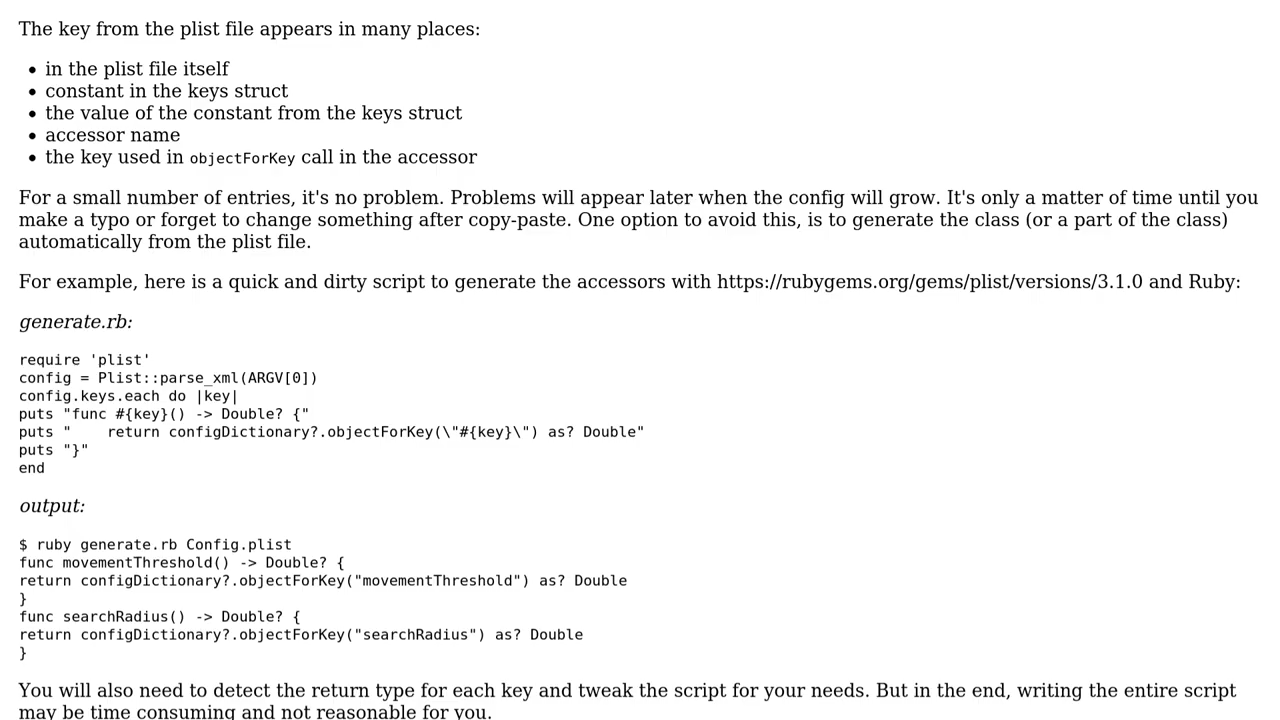 The key from the plist file appears in many places:
• in the plist file itself
• constant in the keys struct
• the value of the constant from the keys struct
• accessor name
• the key used in objectForKey call in the accessor
For a small number of entries, it's no problem. Problems will appear later when the config will grow. It's only a matter of time until you
make a typo or forget to change something after copy-paste. One option to avoid this, is to generate the class (or a part of the class)
automatically from the plist file.
For example, here is a quick and dirty script to generate the accessors with https://rubygems.org/gems/plist/versions/3.1.0 and Ruby:
generate.rb:
require 'plist'
config = Plist::parse_xml(ARGV[0])
config.keys.each do |key|
puts "func #{key}() -> Double? {"
puts "    return configDictionary?.objectForKey(\"#{key}\") as? Double"
puts "}"
end
output:
$ ruby generate.rb Config.plist
func movementThreshold() -> Double? {
return configDictionary?.objectForKey("movementThreshold") as? Double
}
func searchRadius() -> Double? {
return configDictionary?.objectForKey("searchRadius") as? Double
}
You will also need to detect the return type for each key and tweak the script for your needs. But in the end, writing the entire script
may be time consuming and not reasonable for you.